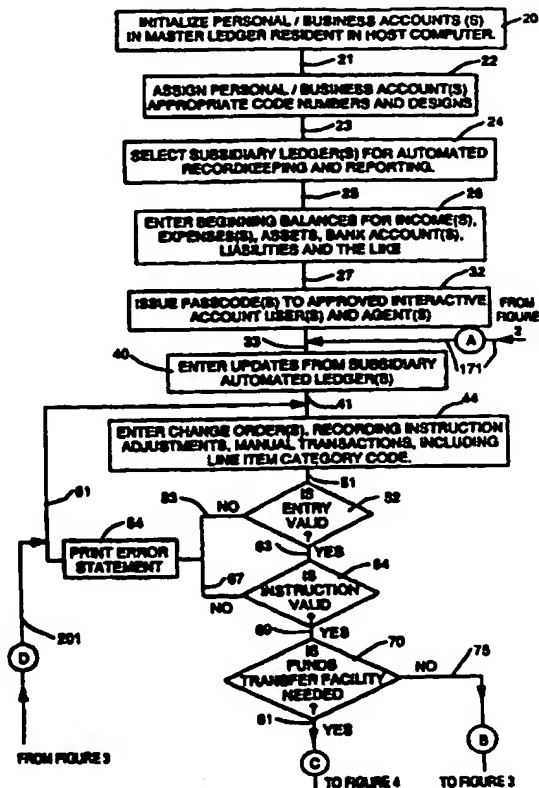 INITIALIZE PERSONAL / BUSINESS ACCOUNTS (S)
IN MASTER LEDGER RESIDENT IN HOST COMPUTER.
20
21
22
ASSIGN PERSONAL / BUSINESS ACCOUNT(S)
APPROPRIATE CODE NUMBERS AND DESIGNS
23
24
SELECT SUBSIDIARY LEDGER(S) FOR AUTOMATED
RECORDKEEPING AND REPORTING.
25
26
ENTER BEGINNING BALANCES FOR INCOME(S),
EXPENSES(S), ASSETS, BANK ACCOUNT(S),
LIABILITIES AND THE LIKE
27
32
ISSUE PASSCODE(S) TO APPROVED INTERACTIVE
ACCOUNT USER(S) AND AGENT(S)
FROM
FIGURE
2
33
A
171
40
ENTER UPDATES FROM SUBSIDIARY
AUTOMATED LEDGER(S)
41
44
ENTER CHANGE ORDER(S), RECORDING INSTRUCTION
ADJUSTMENTS, MANUAL TRANSACTIONS, INCLUDING
LINE ITEM CATEGORY CODE.
51
61
53
NO
IS
ENTRY
VALID
?
52
54
PRINT ERROR
STATEMENT
63
YES
67
NO
IS
INSTRUCTION
VALID
?
64
YES
201
70
IS
FUNDS
TRANSFER FACILITY
NEEDED
?
NO
75
D
YES
FROM FIGURE 3
C
B
TO FIGURE 4
TO FIGURE 3